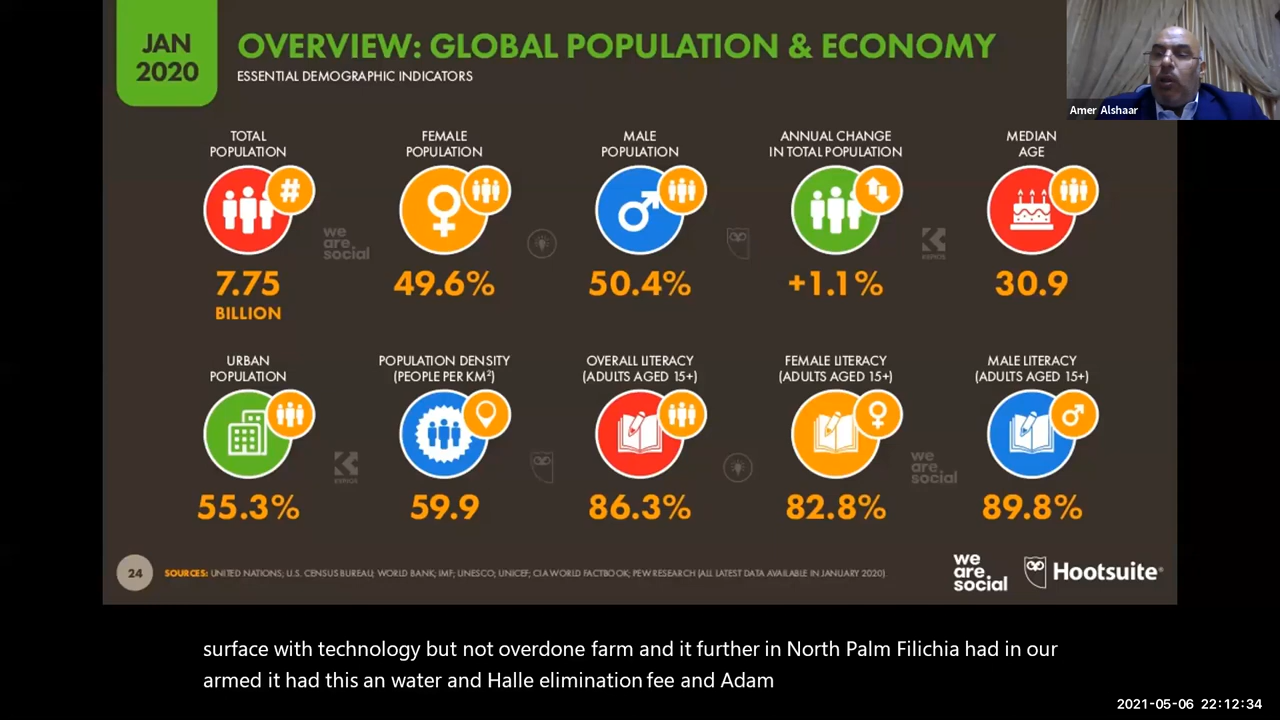 JAN
2020
OVERVIEW: GLOBAL POPULATION & ECONOMY
ESSENTIAL DEMOGRAPHIC INDICATORS
Amer Alshaar
TOTAL
POPULATION
#
7.75
BILLION
FEMALE
POPULATION
49.6%
MALE
POPULATION
50.4%
ANNUAL CHANGE
IN TOTAL POPULATION
+1.1%
MEDIAN
AGE
30.9
we
are
social
KEPIOS
URBAN
POPULATION
55.3%
POPULATION DENSITY
(PEOPLE PER KM²)
59.9
OVERALL LITERACY
(ADULTS AGED 15+)
86.3%
FEMALE LITERACY
(ADULTS AGED 15+)
82.8%
MALE LITERACY
(ADULTS AGED 15+)
89.8%
KEPIOS
we
are
social
24
SOURCES: UNITED NATIONS; U.S. CENSUS BUREAU; WORLD BANK; IMF; UNESCO; UNICEF; CIA WORLD FACTBOOK; PEW RESEARCH (ALL LATEST DATA AVAILABLE IN JANUARY 2020)
we
are
social
Hootsuite®
surface with technology but not overdone farm and it further in North Palm Filichia had in our
armed it had this an water and Halle elimination fee and Adam
2021-05-06 22:12:34